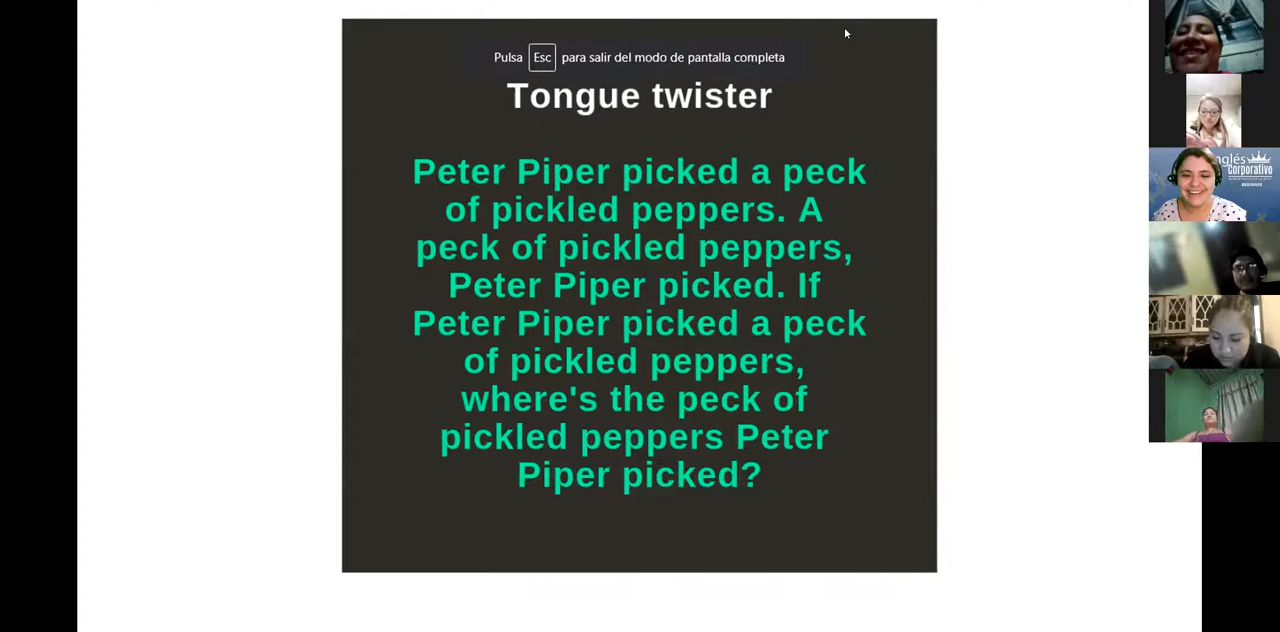 Pulsa Esc para salir del modo de pantalla completa
Tongue twister
Peter Piper picked a peck
of pickled peppers. A
peck of pickled peppers,
Peter Piper picked. If
Peter Piper picked a peck
of pickled peppers,
where's the peck of
pickled peppers Peter
Piper picked?
nglés
Corporativo